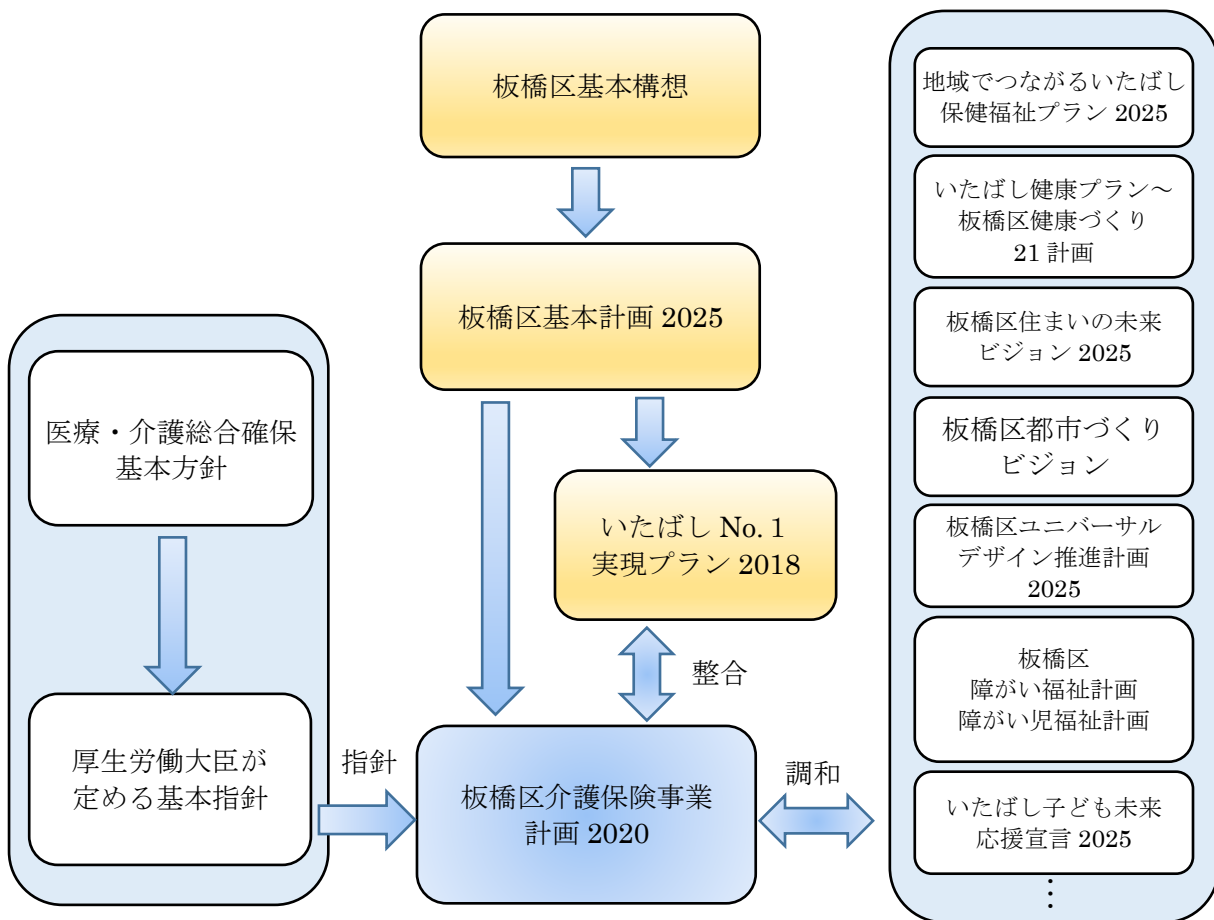 板橋区基本構想
板橋区基本計画 2025
医療・介護総合確保
基本方針
いたばし No. 1
実現プラン 2018
整合
厚生労働大臣が
定める基本指針
指針
板橋区介護保険事業
計画 2020
調和
地域でつながるいたばし
保健福祉プラン 2025
いたばし健康プラン～
板橋区健康づくり
21 計画
板橋区住まいの未来
ビジョン 2025
板橋区都市づくり
ビジョン
板橋区ユニバーサル
デザイン推進計画
2025
板橋区
障がい福祉計画
障がい児福祉計画
いたばし子ども未来
応援宣言 2025
⋮